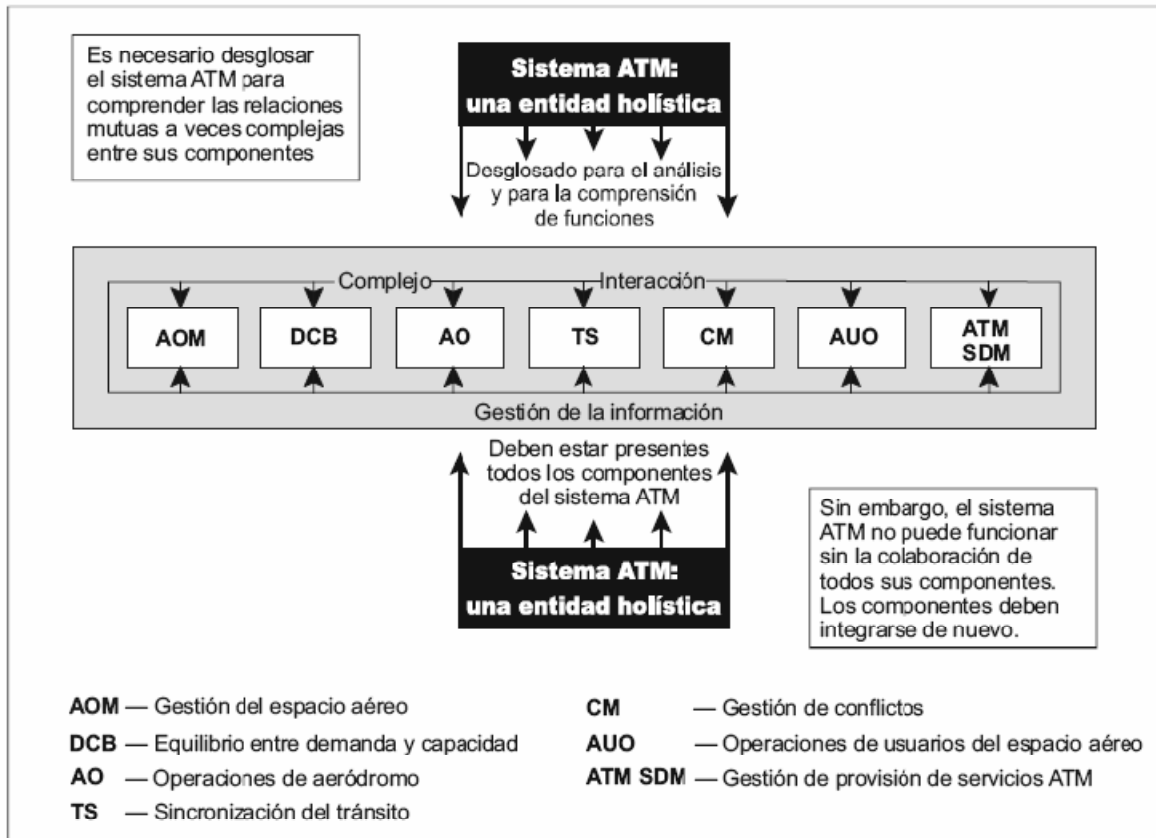 Es necesario desglosar
el sistema ATM para
comprender las relaciones
mutuas a veces complejas
entre sus componentes
Sistema ATM:
una entidad holística
Desglosado para el análisis
y para la comprensión
de funciones
Complejo
Interacción
AOM
DCB
AO
TS
CM
AUO
ATM
SDM
Gestión de la información
Deben estar presentes
todos los componentes
del sistema ATM
Sistema ATM:
una entidad holística
Sin embargo, el sistema
ATM no puede funcionar
sin la colaboración de
todos sus componentes.
Los componentes deben
integrarse de nuevo.
AOM — Gestión del espacio aéreo
DCB — Equilibrio entre demanda y capacidad
AO — Operaciones de aeródromo
TS — Sincronización del tránsito
CM — Gestión de conflictos
AUO — Operaciones de usuarios del espacio aéreo
ATM SDM — Gestión de provisión de servicios ATM